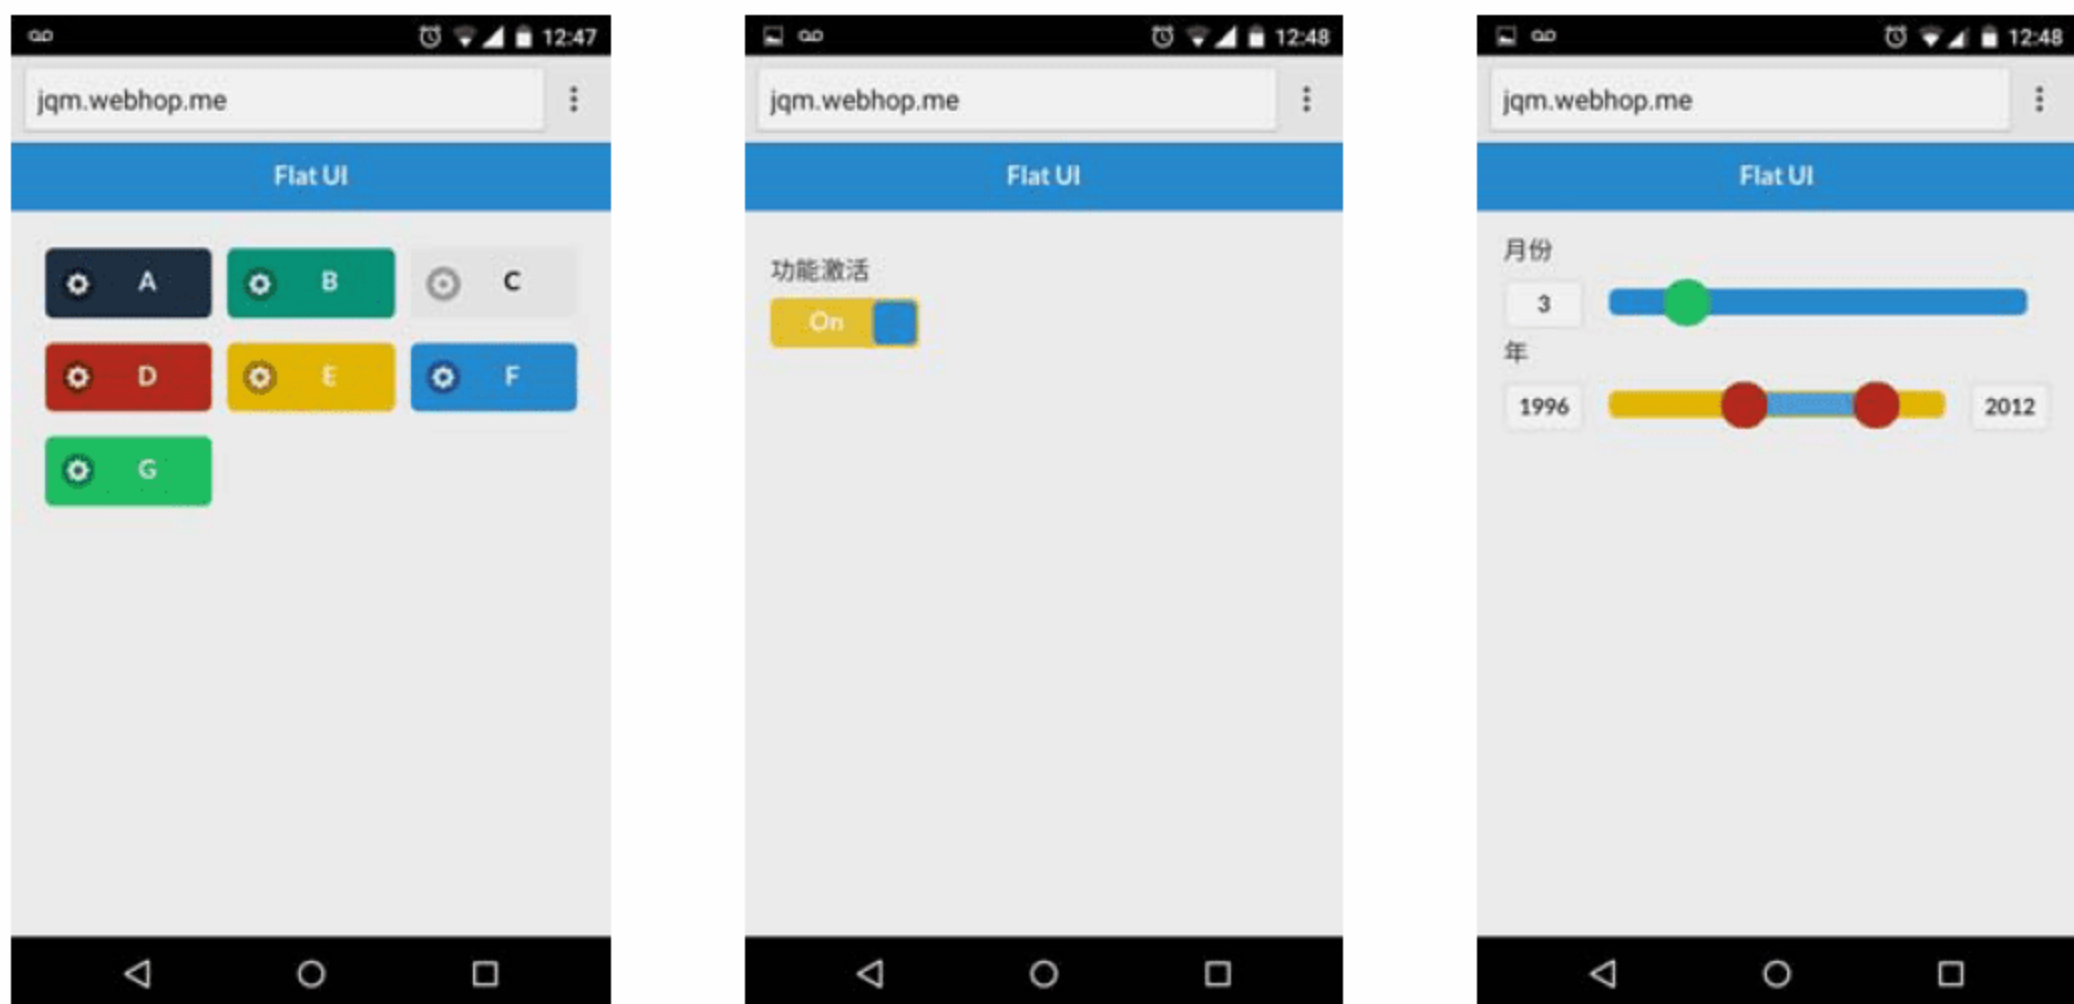 12:47
jqm.webhop.me
Flat UI
A B C
D E F
G
12:48
jqm.webhop.me
Flat UI
功能激活
On
12:48
jqm.webhop.me
Flat UI
月份
3
年
1996 2012